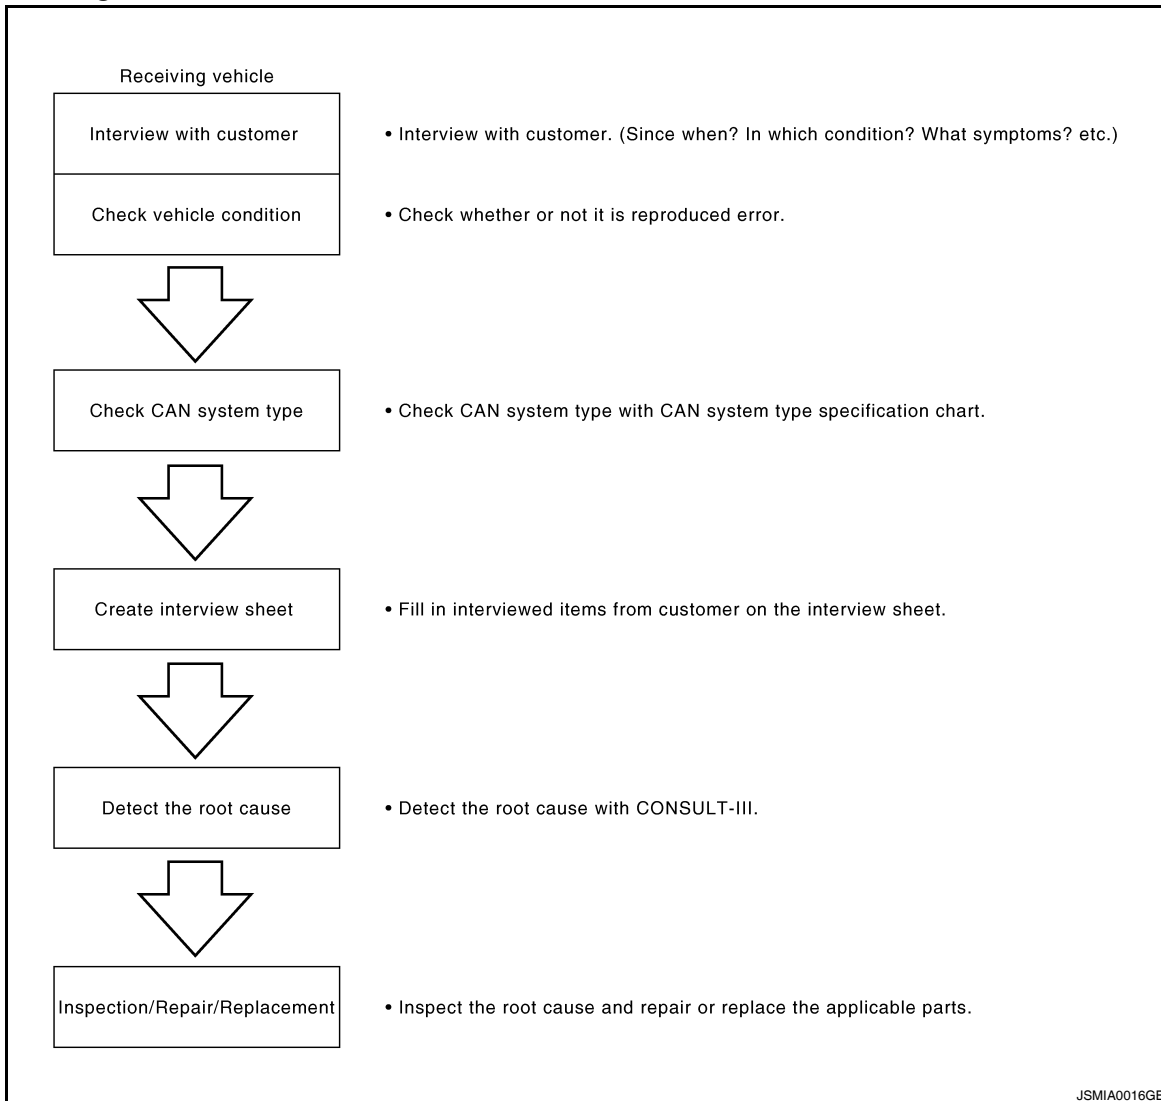 Receiving vehicle
Interview with customer
• Interview with customer. (Since when? In which condition? What symptoms? etc.)
Check vehicle condition
• Check whether or not it is reproduced error.
Check CAN system type
• Check CAN system type with CAN system type specification chart.
Create interview sheet
• Fill in interviewed items from customer on the interview sheet.
Detect the root cause
• Detect the root cause with CONSULT-III.
Inspection/Repair/Replacement
• Inspect the root cause and repair or replace the applicable parts.